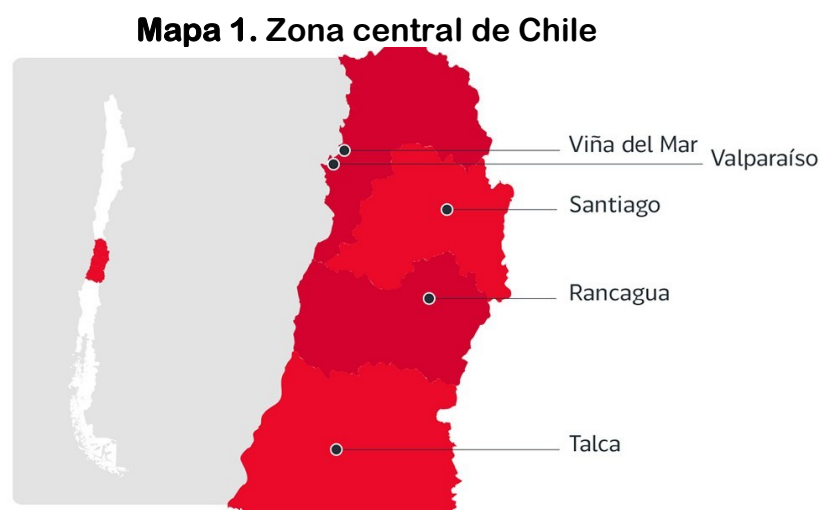 Mapa 1. Zona central de Chile
Viña del Mar
Valparaíso
Santiago
Rancagua
Talca